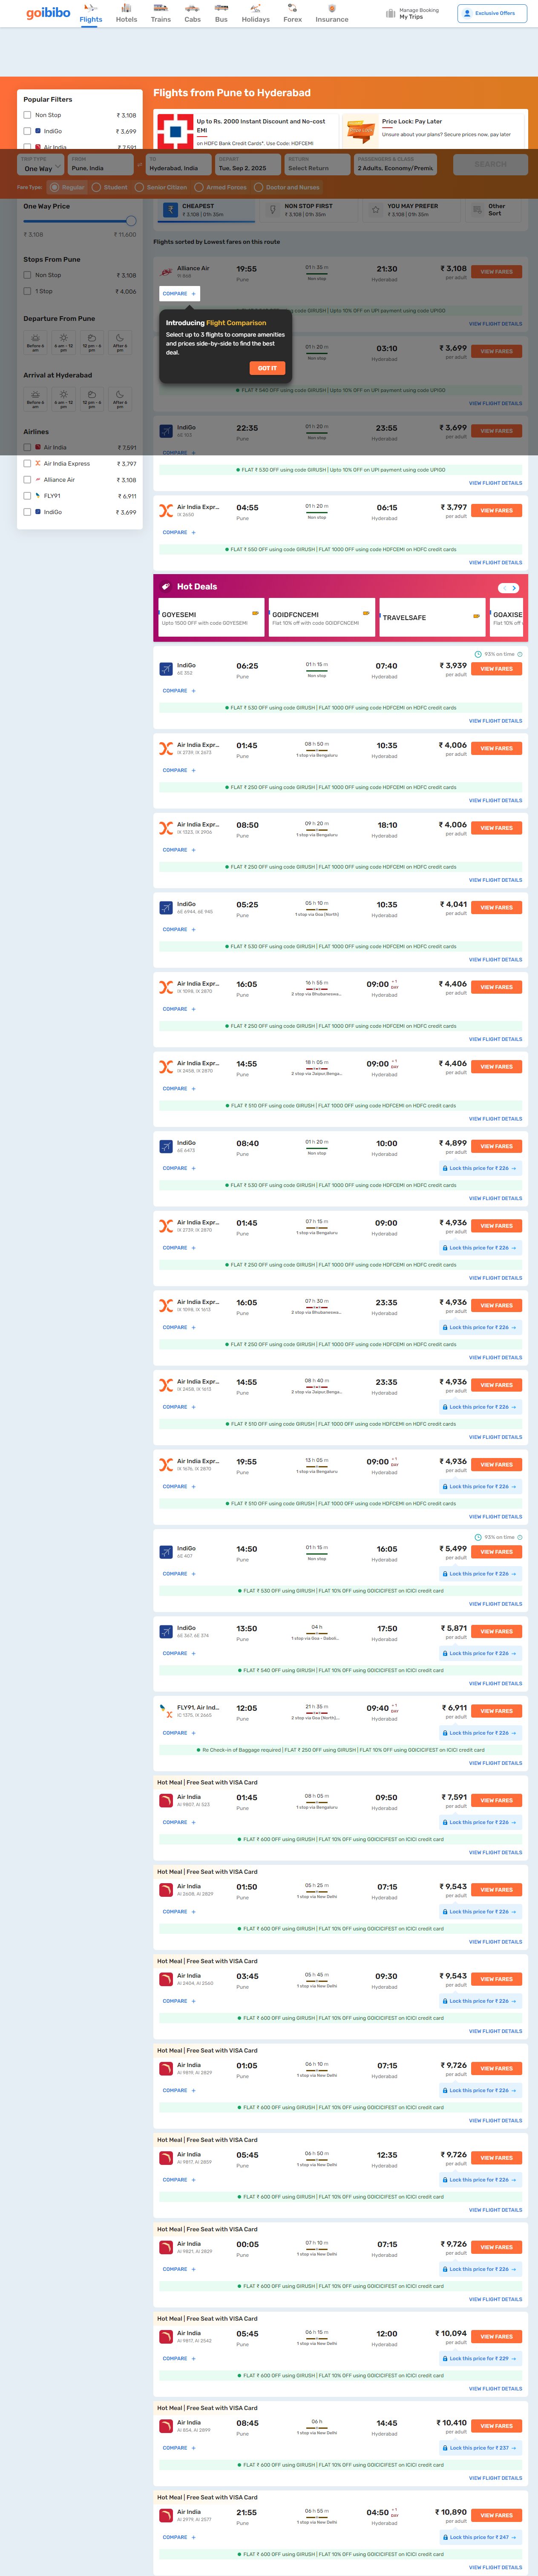 goibibo
Flights
Hotels
Trains
Cabs
Bus
Holidays
Forex
Insurance
Manage Booking
My Trips
Exclusive Offers
Flights from Pune to Hyderabad
Popular Filters
Non Stop ₹ 3,108
IndiGo ₹ 3,699
Air India ₹ 7,591
Up to Rs. 2000 Instant Discount and No-cost
EMI
on HDFC Bank Credit Cards*. Use Code: HDFCEMI
Price Lock: Pay Later
Unsure about your plans? Secure prices now, pay later
TRIP TYPE
One Way
FROM
Pune, India
TO
Hyderabad, India
DEPART
Tue, Sep 2, 2025
RETURN
Select Return
PASSENGERS & CLASS
2 Adults, Economy/Premiu
SEARCH
Fare Type:
Regular
Student
Senior Citizen
Armed Forces
Doctor and Nurses
One Way Price
₹ 3,108 ₹ 11,600
Stops From Pune
Non Stop ₹ 3,108
1 Stop ₹ 4,006
Departure From Pune
Before 6 am
6 am - 12 pm
12 pm - 6 pm
After 6 pm
Arrival at Hyderabad
Before 6 am
6 am - 12 pm
12 pm - 6 pm
After 6 pm
Airlines
Air India ₹ 7,591
Air India Express ₹ 3,797
Alliance Air ₹ 3,108
FLY91 ₹ 6,911
IndiGo ₹ 3,699
CHEAPEST
₹ 3,108 | 01h 35m
NON STOP FIRST
₹ 3,108 | 01h 35m
YOU MAY PREFER
₹ 3,108 | 01h 35m
Other
Sort
Flights sorted by Lowest fares on this route
Alliance Air 19:55 01 h 35 m 21:30 ₹ 3,108 VIEW FARES
Pune Non stop Hyderabad per adult
COMPARE +
using code GIRUSH | Upto 10% OFF on UPI payment using code UPIGO
VIEW FLIGHT DETAILS
Introducing Flight Comparison
Select up to 3 flights to compare amenities
and prices side-by-side to find the best
deal.
GOT IT
01 h 20 m 03:10 ₹ 3,699 VIEW FARES
Non stop Hyderabad per adult
FLAT ₹ 540 OFF using code GIRUSH | Upto 10% OFF on UPI payment using code UPIGO
VIEW FLIGHT DETAILS
IndiGo 22:35 01 h 20 m 23:55 ₹ 3,699 VIEW FARES
Pune Non stop Hyderabad per adult
COMPARE +
FLAT ₹ 530 OFF using code GIRUSH | Upto 10% OFF on UPI payment using code UPIGO
VIEW FLIGHT DETAILS
Air India Expr... 04:55 01 h 20 m 06:15 ₹ 3,797 VIEW FARES
IX 2650 Pune Non stop Hyderabad per adult
COMPARE +
FLAT ₹ 550 OFF using code GIRUSH | FLAT 1000 OFF using code HDFCEMI on HDFC credit cards
VIEW FLIGHT DETAILS
Hot Deals
GOYESEMI
Upto 1500 OFF with code GOYESEMI
GOIDFCNCEMI
Flat 10% off with code GOIDFCNCEMI
TRAVELSAFE
GOAXISE
Flat 10% off
93% on time
IndiGo 06:25 01 h 15 m 07:40 ₹ 3,939 VIEW FARES
6E 352 Pune Non stop Hyderabad per adult
COMPARE +
FLAT ₹ 530 OFF using code GIRUSH | FLAT 1000 OFF using code HDFCEMI on HDFC credit cards
VIEW FLIGHT DETAILS
Air India Expr... 01:45 08 h 50 m 10:35 ₹ 4,006 VIEW FARES
IX 2739, IX 2673 Pune 1 stop via Bengaluru Hyderabad per adult
COMPARE +
FLAT ₹ 250 OFF using code GIRUSH | FLAT 1000 OFF using code HDFCEMI on HDFC credit cards
VIEW FLIGHT DETAILS
Air India Expr... 08:50 09 h 20 m 18:10 ₹ 4,006 VIEW FARES
IX 1323, IX 2906 Pune 1 stop via Bengaluru Hyderabad per adult
COMPARE +
FLAT ₹ 250 OFF using code GIRUSH | FLAT 1000 OFF using code HDFCEMI on HDFC credit cards
VIEW FLIGHT DETAILS
IndiGo 05:25 05 h 10 m 10:35 ₹ 4,041 VIEW FARES
6E 6944, 6E 945 Pune 1 stop via Goa (North) Hyderabad per adult
COMPARE +
FLAT ₹ 530 OFF using code GIRUSH | FLAT 1000 OFF using code HDFCEMI on HDFC credit cards
VIEW FLIGHT DETAILS
Air India Expr... 16:05 16 h 55 m 09:00 +1 DAY ₹ 4,406 VIEW FARES
IX 1098, IX 2870 Pune 2 stop via Bhubaneswa... Hyderabad per adult
COMPARE +
FLAT ₹ 250 OFF using code GIRUSH | FLAT 1000 OFF using code HDFCEMI on HDFC credit cards
VIEW FLIGHT DETAILS
Air India Expr... 14:55 18 h 05 m 09:00 +1 DAY ₹ 4,406 VIEW FARES
IX 2458, IX 2870 Pune 2 stop via Jaipur,Benga... Hyderabad per adult
COMPARE +
FLAT ₹ 510 OFF using code GIRUSH | FLAT 1000 OFF using code HDFCEMI on HDFC credit cards
VIEW FLIGHT DETAILS
IndiGo 08:40 01 h 20 m 10:00 ₹ 4,899 VIEW FARES
6E 6473 Pune Non stop Hyderabad per adult
COMPARE + Lock this price for ₹ 226 →
FLAT ₹ 530 OFF using code GIRUSH | FLAT 1000 OFF using code HDFCEMI on HDFC credit cards
VIEW FLIGHT DETAILS
Air India Expr... 01:45 07 h 15 m 09:00 ₹ 4,936 VIEW FARES
IX 2739, IX 2870 Pune 1 stop via Bengaluru Hyderabad per adult
COMPARE + Lock this price for ₹ 226 →
FLAT ₹ 250 OFF using code GIRUSH | FLAT 1000 OFF using code HDFCEMI on HDFC credit cards
VIEW FLIGHT DETAILS
Air India Expr... 16:05 07 h 30 m 23:35 ₹ 4,936 VIEW FARES
IX 1098, IX 1613 Pune 2 stop via Bhubaneswa... Hyderabad per adult
COMPARE + Lock this price for ₹ 226 →
FLAT ₹ 250 OFF using code GIRUSH | FLAT 1000 OFF using code HDFCEMI on HDFC credit cards
VIEW FLIGHT DETAILS
Air India Expr... 14:55 08 h 40 m 23:35 ₹ 4,936 VIEW FARES
IX 2458, IX 1613 Pune 2 stop via Jaipur,Benga... Hyderabad per adult
COMPARE + Lock this price for ₹ 226 →
FLAT ₹ 510 OFF using code GIRUSH | FLAT 1000 OFF using code HDFCEMI on HDFC credit cards
VIEW FLIGHT DETAILS
Air India Expr... 19:55 13 h 05 m 09:00 +1 DAY ₹ 4,936 VIEW FARES
IX 1676, IX 2870 Pune 1 stop via Bengaluru Hyderabad per adult
COMPARE + Lock this price for ₹ 226 →
FLAT ₹ 510 OFF using code GIRUSH | FLAT 1000 OFF using code HDFCEMI on HDFC credit cards
VIEW FLIGHT DETAILS
93% on time
IndiGo 14:50 01 h 15 m 16:05 ₹ 5,499 VIEW FARES
6E 407 Pune Non stop Hyderabad per adult
COMPARE + Lock this price for ₹ 226 →
FLAT ₹ 530 OFF using GIRUSH | FLAT 10% OFF using GOICICIFEST on ICICI credit card
VIEW FLIGHT DETAILS
IndiGo 13:50 04 h 17:50 ₹ 5,871 VIEW FARES
6E 367, 6E 374 Pune 1 stop via Goa - Daboli... Hyderabad per adult
COMPARE + Lock this price for ₹ 226 →
FLAT ₹ 540 OFF using GIRUSH | FLAT 10% OFF using GOICICIFEST on ICICI credit card
VIEW FLIGHT DETAILS
FLY91, Air Ind... 12:05 21 h 35 m 09:40 +1 DAY ₹ 6,911 VIEW FARES
IC 1375, IX 2665 Pune 2 stop via Goa (North),... Hyderabad per adult
COMPARE + Lock this price for ₹ 226 →
Re Check-in of Baggage required | FLAT ₹ 250 OFF using GIRUSH | FLAT 10% OFF using GOICICIFEST on ICICI credit card
VIEW FLIGHT DETAILS
Hot Meal | Free Seat with VISA Card
Air India 01:45 08 h 05 m 09:50 ₹ 7,591 VIEW FARES
AI 9807, AI 523 Pune 1 stop via Bengaluru Hyderabad per adult
COMPARE + Lock this price for ₹ 226 →
FLAT ₹ 600 OFF using GIRUSH | FLAT 10% OFF using GOICICIFEST on ICICI credit card
VIEW FLIGHT DETAILS
Hot Meal | Free Seat with VISA Card
Air India 01:50 05 h 25 m 07:15 ₹ 9,543 VIEW FARES
AI 2608, AI 2829 Pune 1 stop via New Delhi Hyderabad per adult
COMPARE + Lock this price for ₹ 226 →
FLAT ₹ 600 OFF using GIRUSH | FLAT 10% OFF using GOICICIFEST on ICICI credit card
VIEW FLIGHT DETAILS
Hot Meal | Free Seat with VISA Card
Air India 03:45 05 h 45 m 09:30 ₹ 9,543 VIEW FARES
AI 2404, AI 2560 Pune 1 stop via New Delhi Hyderabad per adult
COMPARE + Lock this price for ₹ 226 →
FLAT ₹ 600 OFF using GIRUSH | FLAT 10% OFF using GOICICIFEST on ICICI credit card
VIEW FLIGHT DETAILS
Hot Meal | Free Seat with VISA Card
Air India 01:05 06 h 10 m 07:15 ₹ 9,726 VIEW FARES
AI 9819, AI 2829 Pune 1 stop via New Delhi Hyderabad per adult
COMPARE + Lock this price for ₹ 226 →
FLAT ₹ 600 OFF using GIRUSH | FLAT 10% OFF using GOICICIFEST on ICICI credit card
VIEW FLIGHT DETAILS
Hot Meal | Free Seat with VISA Card
Air India 05:45 06 h 50 m 12:35 ₹ 9,726 VIEW FARES
AI 9817, AI 2859 Pune 1 stop via New Delhi Hyderabad per adult
COMPARE + Lock this price for ₹ 226 →
FLAT ₹ 600 OFF using GIRUSH | FLAT 10% OFF using GOICICIFEST on ICICI credit card
VIEW FLIGHT DETAILS
Hot Meal | Free Seat with VISA Card
Air India 00:05 07 h 10 m 07:15 ₹ 9,726 VIEW FARES
AI 9821, AI 2829 Pune 1 stop via New Delhi Hyderabad per adult
COMPARE + Lock this price for ₹ 226 →
FLAT ₹ 600 OFF using GIRUSH | FLAT 10% OFF using GOICICIFEST on ICICI credit card
VIEW FLIGHT DETAILS
Hot Meal | Free Seat with VISA Card
Air India 05:45 06 h 15 m 12:00 ₹ 10,094 VIEW FARES
AI 9817, AI 2542 Pune 1 stop via New Delhi Hyderabad per adult
COMPARE + Lock this price for ₹ 229 →
FLAT ₹ 600 OFF using GIRUSH | FLAT 10% OFF using GOICICIFEST on ICICI credit card
VIEW FLIGHT DETAILS
Hot Meal | Free Seat with VISA Card
Air India 08:45 06 h 14:45 ₹ 10,410 VIEW FARES
AI 854, AI 2899 Pune 1 stop via New Delhi Hyderabad per adult
COMPARE + Lock this price for ₹ 237 →
FLAT ₹ 600 OFF using GIRUSH | FLAT 10% OFF using GOICICIFEST on ICICI credit card
VIEW FLIGHT DETAILS
Hot Meal | Free Seat with VISA Card
Air India 21:55 06 h 55 m 04:50 +1 DAY ₹ 10,890 VIEW FARES
AI 2979, AI 2577 Pune 1 stop via New Delhi Hyderabad per adult
COMPARE + Lock this price for ₹ 247 →
FLAT ₹ 600 OFF using GIRUSH | FLAT 10% OFF using GOICICIFEST on ICICI credit card
VIEW FLIGHT DETAILS